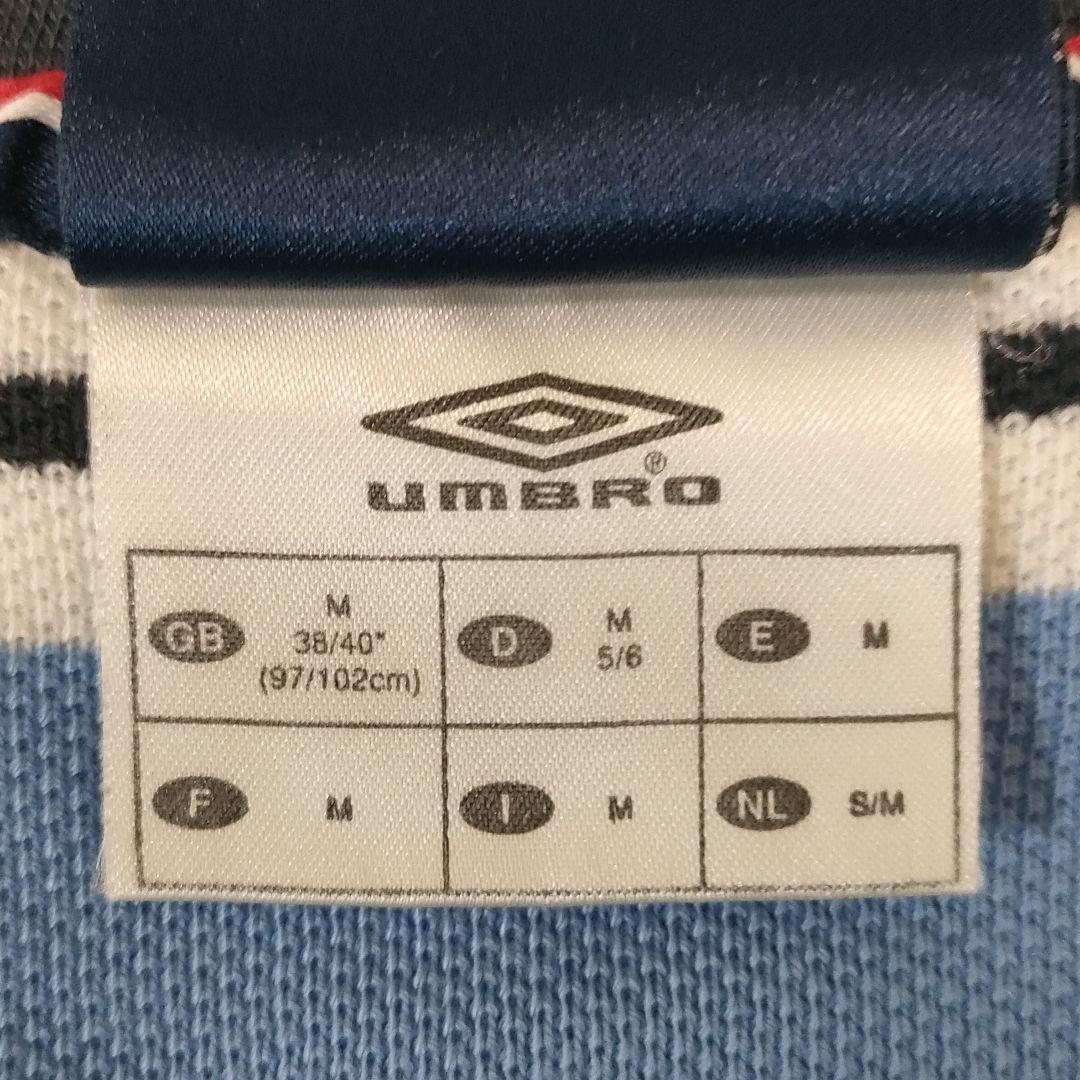 UMBRO®
GB M
38/40"
(97/102cm)
D M
5/6
E M
F M
I M
NL S/M